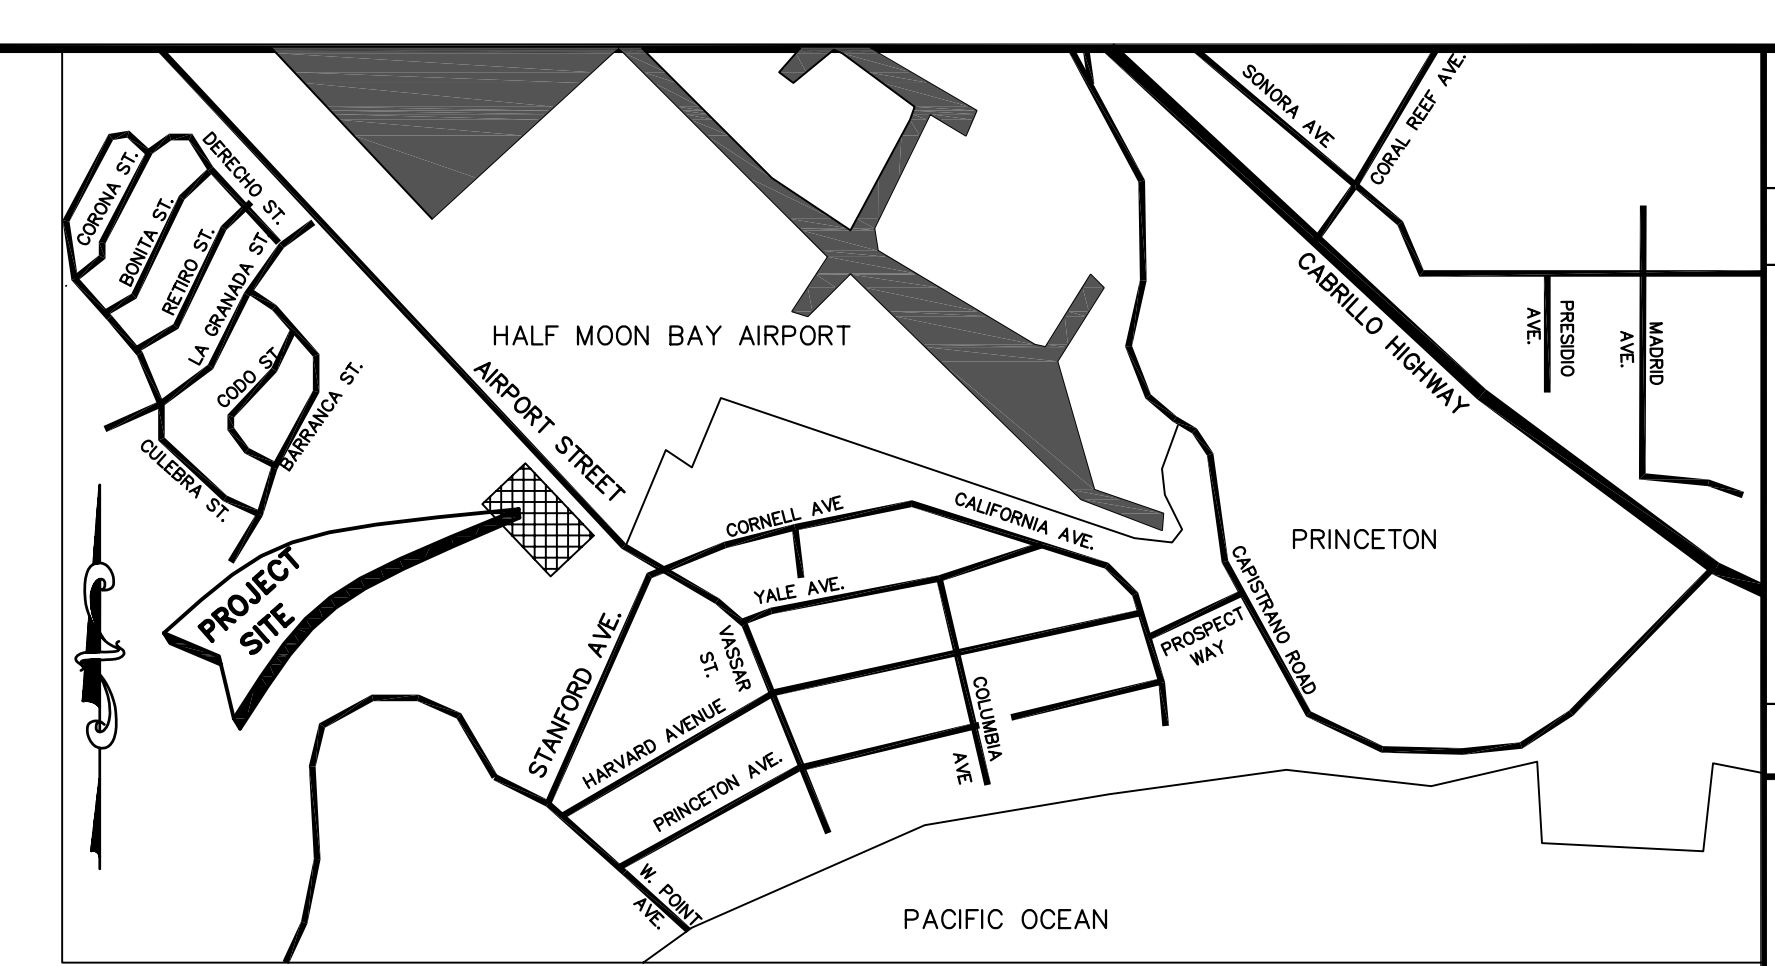 SONORA AVE
CORAL REEF AVE.
DERECHO ST.
CORONA ST.
BONITA ST.
RETIRO ST.
LA GRANADA ST
CODO ST
BARRANCA ST.
CULEBRA ST.
HALF MOON BAY AIRPORT
AIRPORT STREET
CABRILLO HIGHWAY
PRESIDIO
AVE.
MADRID
AVE.
PRINCETON
CORNELL AVE
CALIFORNIA AVE.
YALE AVE.
PROJECT
SITE
STANFORD AVE.
VASSAR
ST.
HARVARD AVENUE
PRINCETON AVE.
COLUMBIA
AVE
PROSPECT
WAY
CAPISTRANO ROAD
W. POINT
AVE.
PACIFIC OCEAN